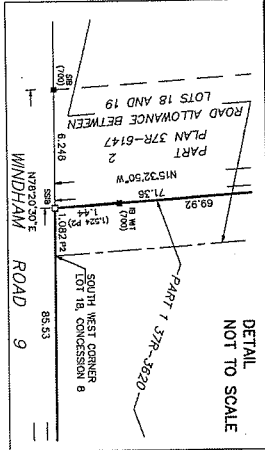 DETAIL
NOT TO SCALE
ROAD ALLOWANCE BETWEEN
LOTS 18 AND 19
PART 2
PLAN 37R-6147
N15°32'50"W
71.36
69.92
PART 1 37R-3620
IB WIT
(700)
(1.524 P2)
1.44
SIB
(700)
6.248
SSIB
1.082 P2
N78°20'30"E
85.53
SOUTH WEST CORNER
LOT 18, CONCESSION 8
WINDHAM ROAD 9